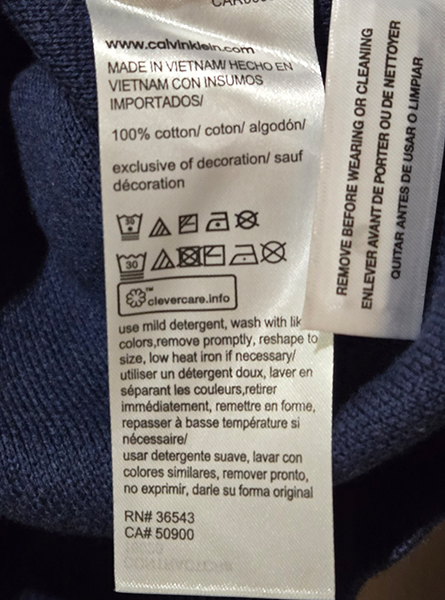 www.calvinklein.com
MADE IN VIETNAM/ HECHO EN
VIETNAM CON INSUMOS
IMPORTADOS/
100% cotton/ coton/ algodón/
exclusive of decoration/ sauf
décoration
30
30
clevercare.info
™
use mild detergent, wash with lik
colors,remove promptly, reshape to
size, low heat iron if necessary/
utiliser un détergent doux, laver en
séparant les couleurs,retirer
immédiatement, remettre en forme,
repasser à basse température si
nécessaire/
usar detergente suave, lavar con
colores similares, remover pronto,
no exprimir, darle su forma original
RN# 36543
CA# 50900
REMOVE BEFORE WEARING OR CLEANING
ENLEVER AVANT DE PORTER OU DE NETTOYER
QUITAR ANTES DE USAR O LIMPIAR